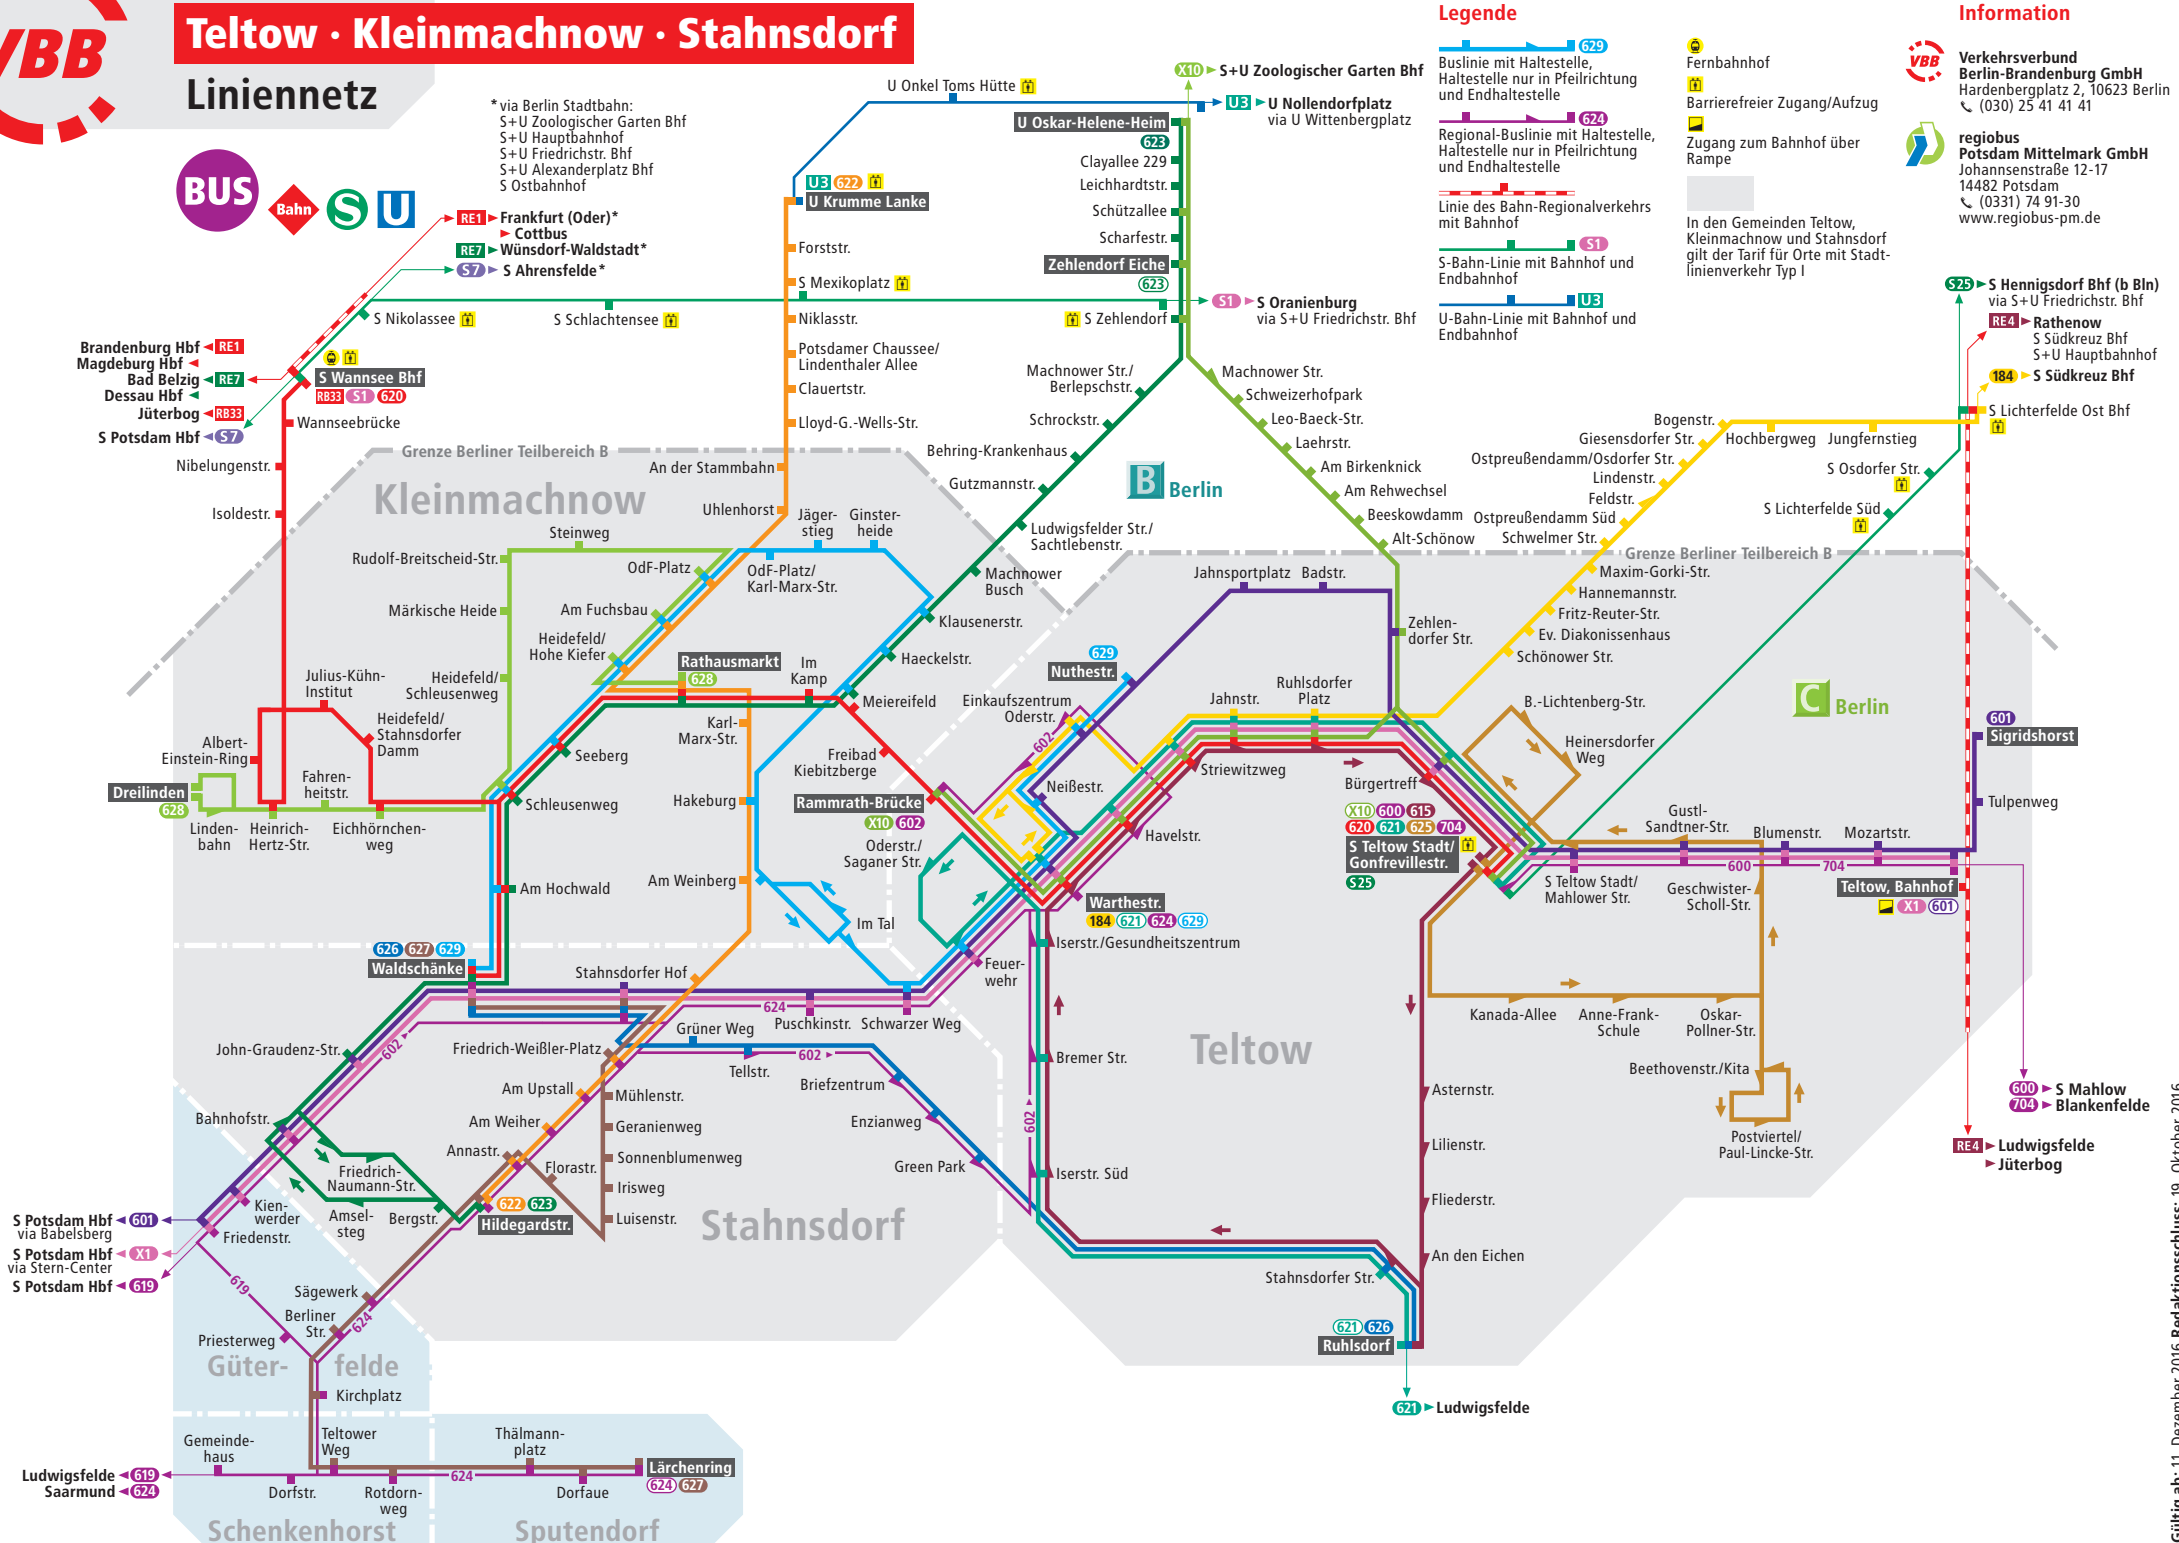 VBB
Teltow · Kleinmachnow · Stahnsdorf
Liniennetz
BUS
Bahn
S
U
* via Berlin Stadtbahn:
S+U Zoologischer Garten Bhf
S+U Hauptbahnhof
S+U Friedrichstr. Bhf
S+U Alexanderplatz Bhf
S Ostbahnhof
Legende
629
Buslinie mit Haltestelle,
Haltestelle nur in Pfeilrichtung
und Endhaltestelle
624
Regional-Buslinie mit Haltestelle,
Haltestelle nur in Pfeilrichtung
und Endhaltestelle
Linie des Bahn-Regionalverkehrs
mit Bahnhof
S1
S-Bahn-Linie mit Bahnhof und
Endbahnhof
U3
U-Bahn-Linie mit Bahnhof und
Endbahnhof
Fernbahnhof
Barrierefreier Zugang/Aufzug
Zugang zum Bahnhof über
Rampe
In den Gemeinden Teltow,
Kleinmachnow und Stahnsdorf
gilt der Tarif für Orte mit Stadt-
linienverkehr Typ I
Information
VBB
Verkehrsverbund
Berlin-Brandenburg GmbH
Hardenbergplatz 2, 10623 Berlin
(030) 25 41 41 41
regiobus
Potsdam Mittelmark GmbH
Johannsenstraße 12-17
14482 Potsdam
(0331) 74 91-30
www.regiobus-pm.de
RE1 Frankfurt (Oder)*
Cottbus
RE7 Wünsdorf-Waldstadt*
S7 S Ahrensfelde*
Brandenburg Hbf RE1
Magdeburg Hbf
Bad Belzig RE7
Dessau Hbf
Jüterbog RB33
S Potsdam Hbf S7
S Nikolassee
S Schlachtensee
S Wannsee Bhf
RB33 S1 620
Wannseebrücke
Nibelungenstr.
Isoldestr.
U Onkel Toms Hütte
U3 622
U Krumme Lanke
Forststr.
S Mexikoplatz
Niklasstr.
Potsdamer Chaussee/
Lindenthaler Allee
Clauertstr.
Lloyd-G.-Wells-Str.
An der Stammbahn
Uhlenhorst
X10 S+U Zoologischer Garten Bhf
U3 U Nollendorfplatz
via U Wittenbergplatz
U Oskar-Helene-Heim
623
Clayallee 229
Leichhardtstr.
Schützallee
Scharfestr.
Zehlendorf Eiche
623
S1 S Oranienburg
via S+U Friedrichstr. Bhf
S Zehlendorf
Machnower Str./
Berlepschstr.
Schrockstr.
Behring-Krankenhaus
Gutzmannstr.
Ludwigsfelder Str./
Sachtlebenstr.
Machnower
Busch
Klausenerstr.
Haeckelstr.
Meiereifeld
Machnower Str.
Schweizerhofpark
Leo-Baeck-Str.
Laehrstr.
Am Birkenknick
Am Rehwechsel
Beeskowdamm
Alt-Schönow
B Berlin
S25 S Hennigsdorf Bhf (b Bln)
via S+U Friedrichstr. Bhf
RE4 Rathenow
S Südkreuz Bhf
S+U Hauptbahnhof
184 S Südkreuz Bhf
S Lichterfelde Ost Bhf
Bogenstr.
Hochbergweg
Jungfernstieg
Giesensdorfer Str.
Ostpreußendamm/Osdorfer Str.
Lindenstr.
Feldstr.
Ostpreußendamm Süd
Schwelmer Str.
S Osdorfer Str.
S Lichterfelde Süd
Grenze Berliner Teilbereich B
Maxim-Gorki-Str.
Hannemannstr.
Fritz-Reuter-Str.
Ev. Diakonissenhaus
Schönower Str.
Grenze Berliner Teilbereich B
Kleinmachnow
Steinweg
Rudolf-Breitscheid-Str.
Märkische Heide
Heidefeld/
Schleusenweg
OdF-Platz
Am Fuchsbau
Heidefeld/
Hohe Kiefer
Jäger-
stieg
Ginster-
heide
OdF-Platz/
Karl-Marx-Str.
Rathausmarkt
628
Im
Kamp
Karl-
Marx-Str.
Julius-Kühn-
Institut
Heidefeld/
Stahnsdorfer
Damm
Albert-
Einstein-Ring
Fahren-
heitstr.
Dreilinden
628
Linden-
bahn
Heinrich-
Hertz-Str.
Eichhörnchen-
weg
Seeberg
Schleusenweg
Am Hochwald
Hakeburg
Am Weinberg
Freibad
Kiebitzberge
Rammrath-Brücke
X10 602
Oderstr./
Saganer Str.
Im Tal
Jahnsportplatz
Badstr.
Zehlen-
dorfer Str.
629
Nuthestr.
Einkaufszentrum
Oderstr.
602
Neißestr.
Jahnstr.
Ruhlsdorfer
Platz
Striewitzweg
Havelstr.
Bürgertreff
X10 600 615
620 621 625 704
S Teltow Stadt/
Gonfrevillestr.
S25
B.-Lichtenberg-Str.
Heinersdorfer
Weg
C Berlin
601
Sigridshorst
Tulpenweg
Gustl-
Sandtner-Str.
Blumenstr.
Mozartstr.
600
704
S Teltow Stadt/
Mahlower Str.
Geschwister-
Scholl-Str.
Teltow, Bahnhof
X1 601
Warthestr.
184 621 624 629
Iserstr./Gesundheitszentrum
Feuer-
wehr
626 627 629
Waldschänke
Stahnsdorfer Hof
624
Puschkinstr.
Schwarzer Weg
Grüner Weg
Friedrich-Weißler-Platz
Tellstr.
602
Briefzentrum
Enzianweg
Green Park
John-Graudenz-Str.
602
Bahnhofstr.
Am Upstall
Am Weiher
Annastr.
Mühlenstr.
Geranienweg
Sonnenblumenweg
Irisweg
Luisenstr.
Florastr.
Friedrich-
Naumann-Str.
Amsel-
steg
Bergstr.
622 623
Hildegardstr.
Kien-
werder
Friedenstr.
S Potsdam Hbf 601
via Babelsberg
S Potsdam Hbf X1
via Stern-Center
S Potsdam Hbf 619
619
Sägewerk
Berliner
Str.
624
Priesterweg
Güter-felde
Kirchplatz
Stahnsdorf
Teltow
Bremer Str.
602
Iserstr. Süd
Kanada-Allee
Anne-Frank-
Schule
Oskar-
Pollner-Str.
Beethovenstr./Kita
Postviertel/
Paul-Lincke-Str.
Asternstr.
Lilienstr.
Fliederstr.
An den Eichen
Stahnsdorfer Str.
621 626
Ruhlsdorf
621 Ludwigsfelde
600 S Mahlow
704 Blankenfelde
RE4 Ludwigsfelde
Jüterbog
Gemeinde-
haus
Teltower
Weg
Thälmann-
platz
Lärchenring
624 627
Ludwigsfelde 619
Saarmund 624
Dorfstr.
Rotdorn-
weg
624
Dorfaue
Schenkenhorst
Sputendorf
Gültig ab: 11. Dezember 2016 Redaktionsschluss: 19. Oktober 2016